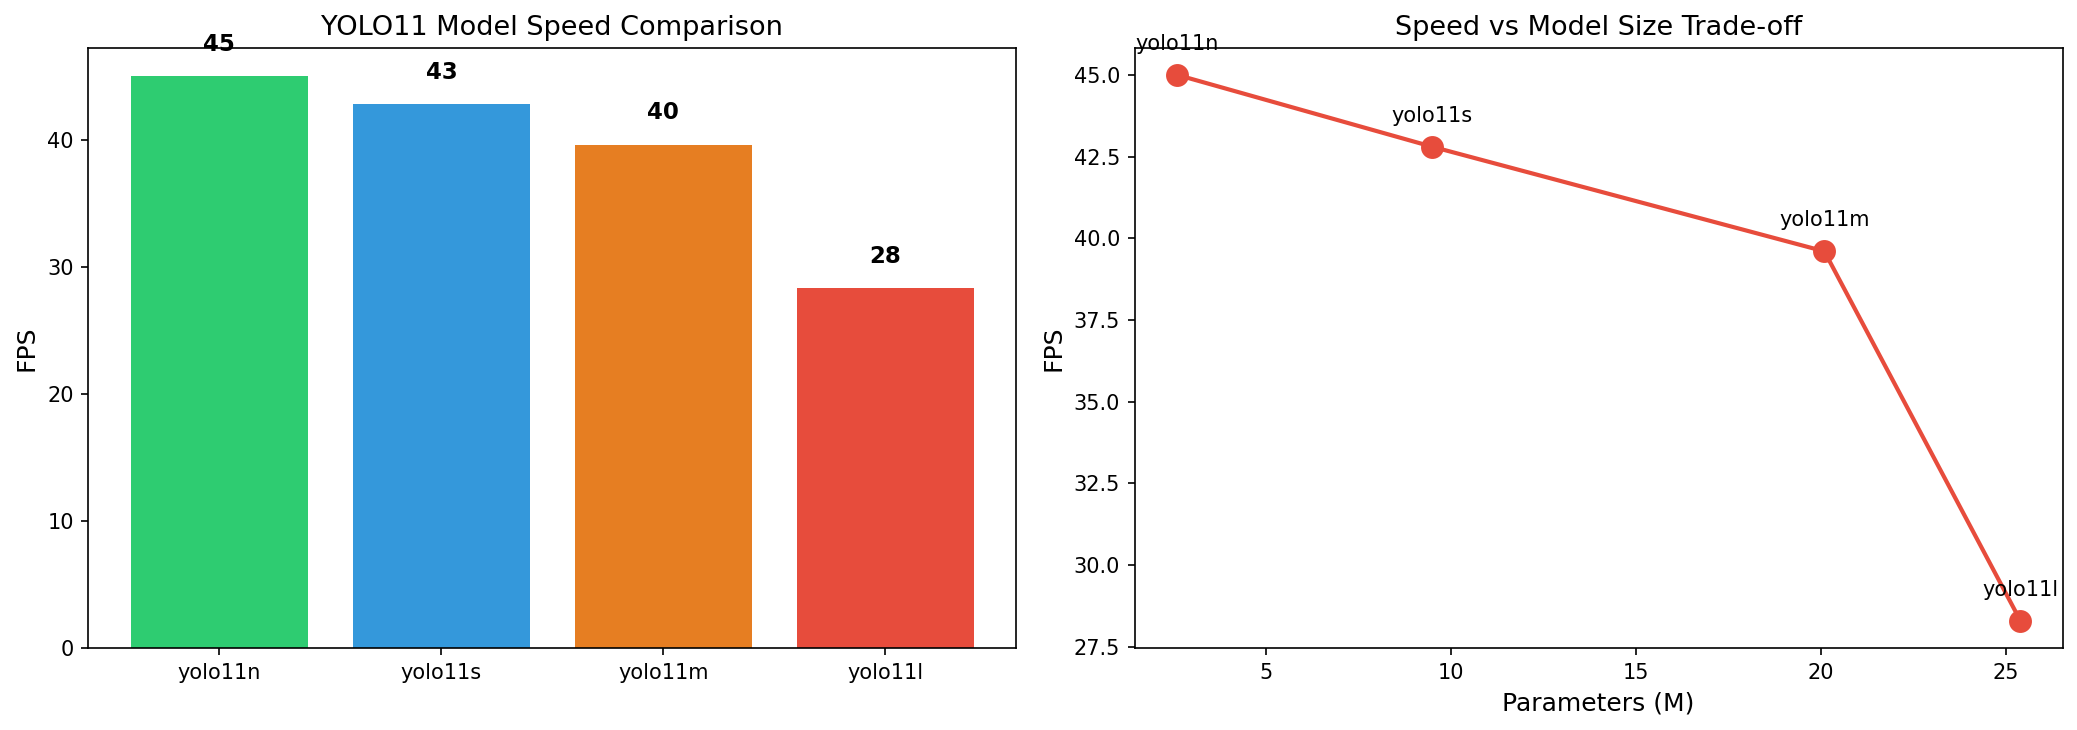 YOLO11 Model Speed Comparison
45
43
40
28
FPS
40
30
20
10
0
yolo11n
yolo11s
yolo11m
yolo11l
Speed vs Model Size Trade-off
yolo11n
yolo11s
yolo11m
yolo11l
FPS
45.0
42.5
40.0
37.5
35.0
32.5
30.0
27.5
5
10
15
20
25
Parameters (M)